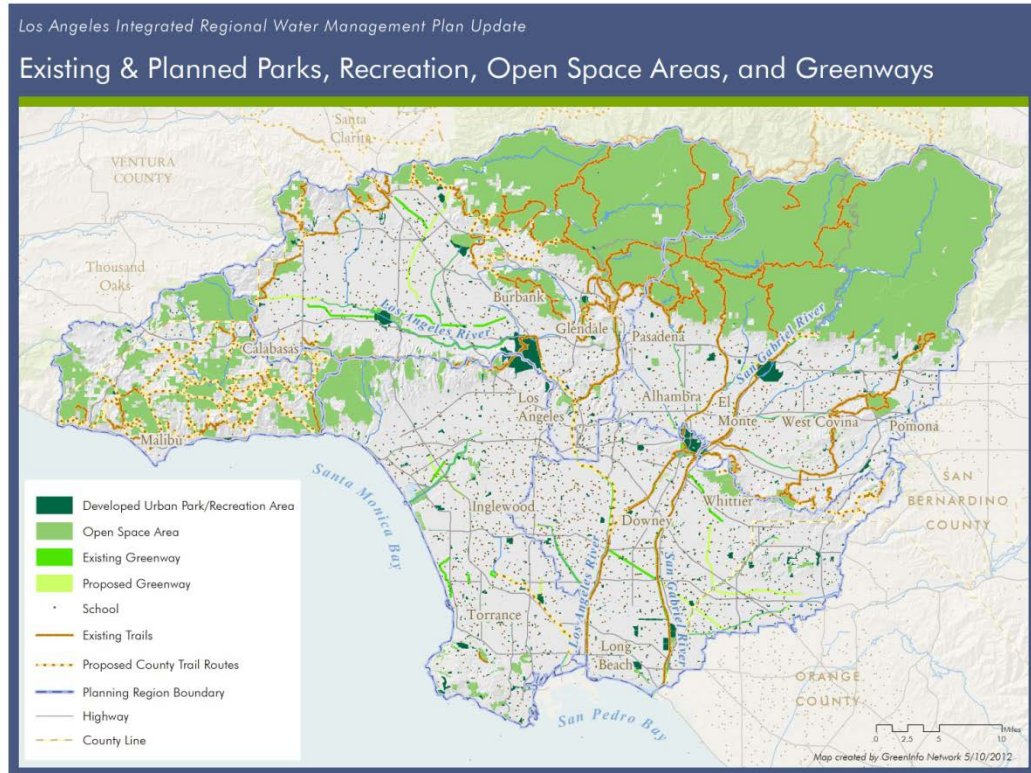 Los Angeles Integrated Regional Water Management Plan Update
Existing & Planned Parks, Recreation, Open Space Areas, and Greenways
Santa
Clarita
VENTURA
COUNTY
Thousand
Oaks
Burbank
Los Angeles River
Glendale
Pasadena
San Gabriel River
Calabasas
Alhambra
El
Monte
West Covina
Pomona
Los
Angeles
Malibu
Santa Monica Bay
SAN
BERNARDINO
COUNTY
Whittier
Inglewood
Downey
Los Angeles River
San Gabriel River
Torrance
Long
Beach
ORANGE
COUNTY
San Pedro Bay
Developed Urban Park/Recreation Area
Open Space Area
Existing Greenway
Proposed Greenway
School
Existing Trails
Proposed County Trail Routes
Planning Region Boundary
Highway
County Line
Miles
0 2.5 5 10
Map created by GreenInfo Network 5/10/2012